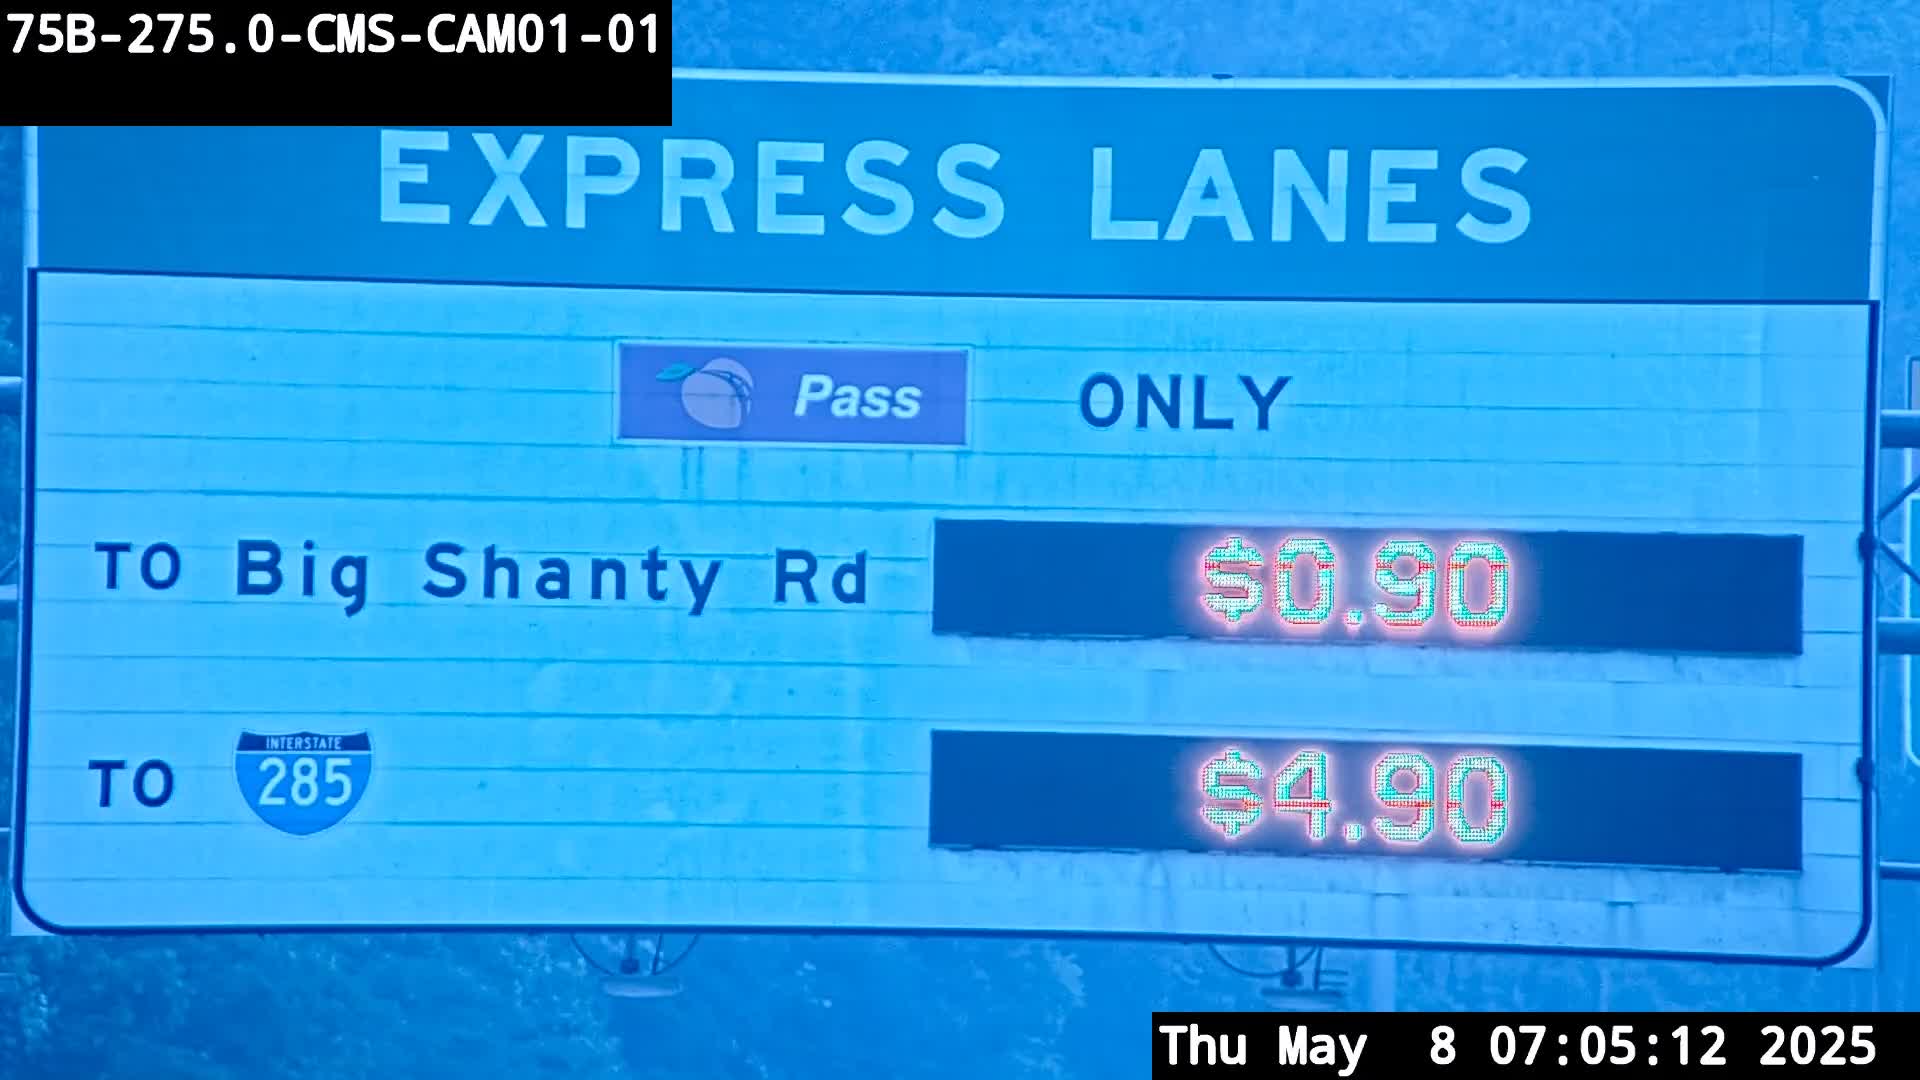 75B-275.0-CMS-CAM01-01
EXPRESS LANES
Pass ONLY
TO Big Shanty Rd $0.90
INTERSTATE
TO 285 $4.90
Thu May 8 07:05:12 2025